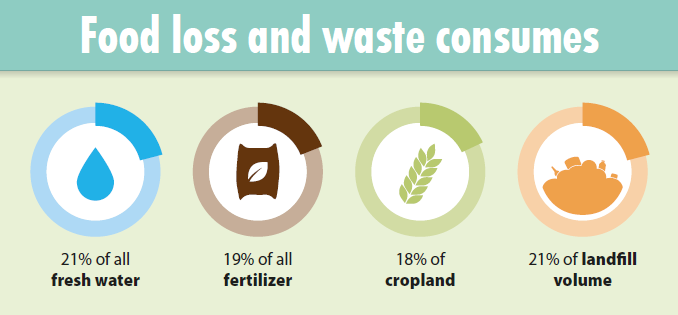 Food loss and waste consumes
21% of all
fresh water
19% of all
fertilizer
18% of
cropland
21% of landfill
volume